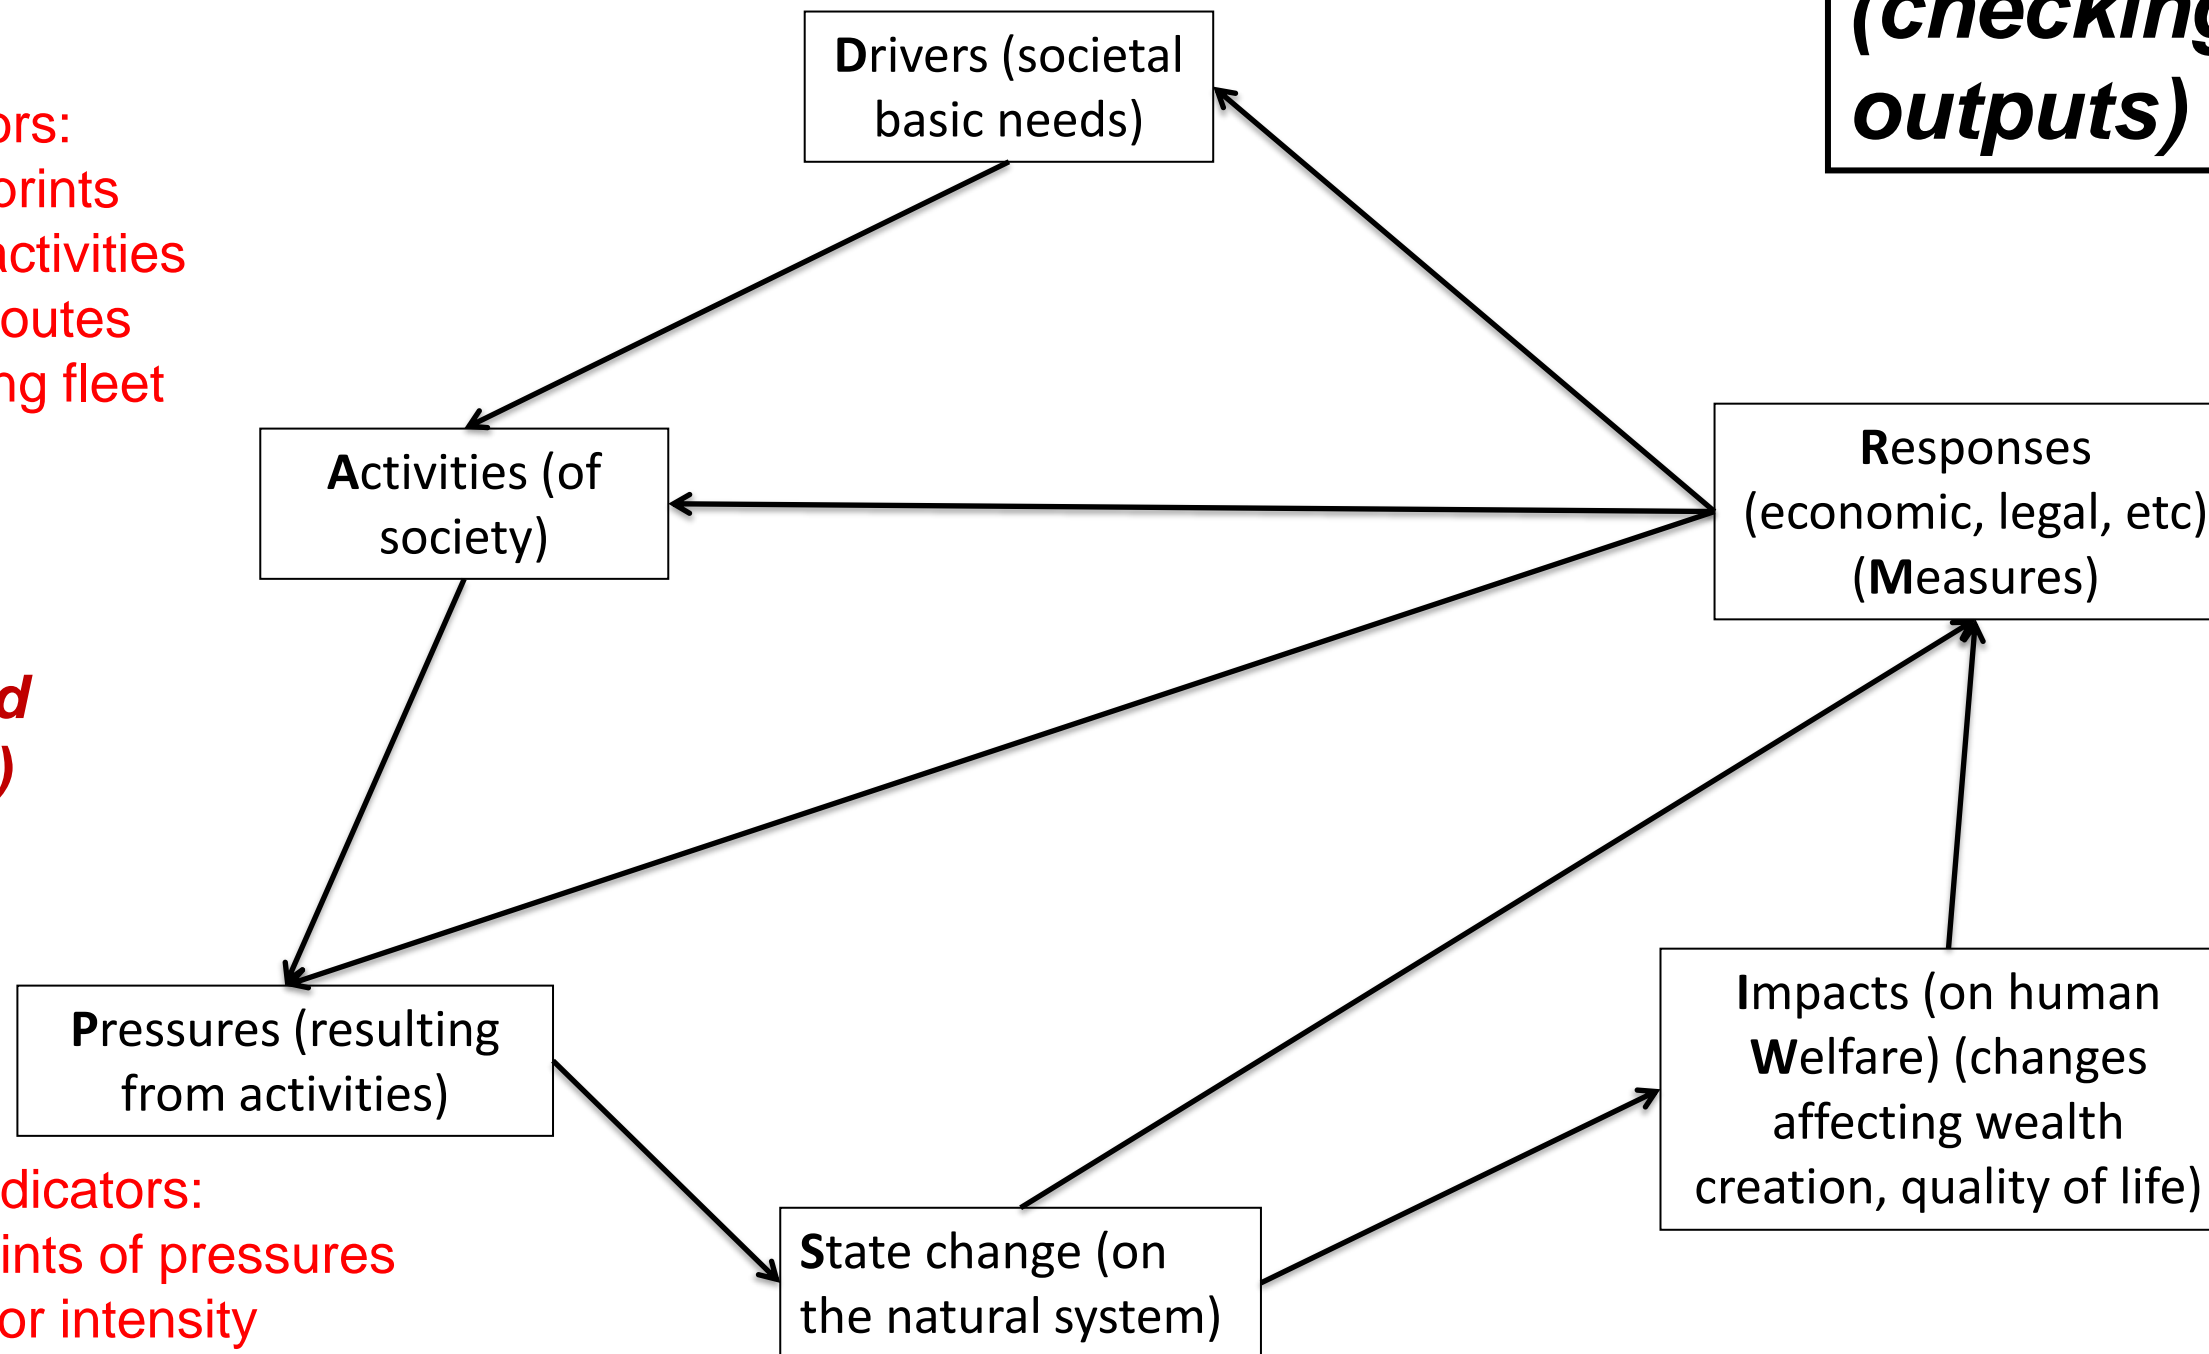 (checking
outputs)
Drivers (societal
basic needs)
ors:
orints
activities
outes
ng fleet
Activities (of
society)
Responses
(economic, legal, etc)
(Measures)
d
)
Pressures (resulting
from activities)
Impacts (on human
Welfare) (changes
affecting wealth
creation, quality of life)
dicators:
ints of pressures
or intensity
State change (on
the natural system)